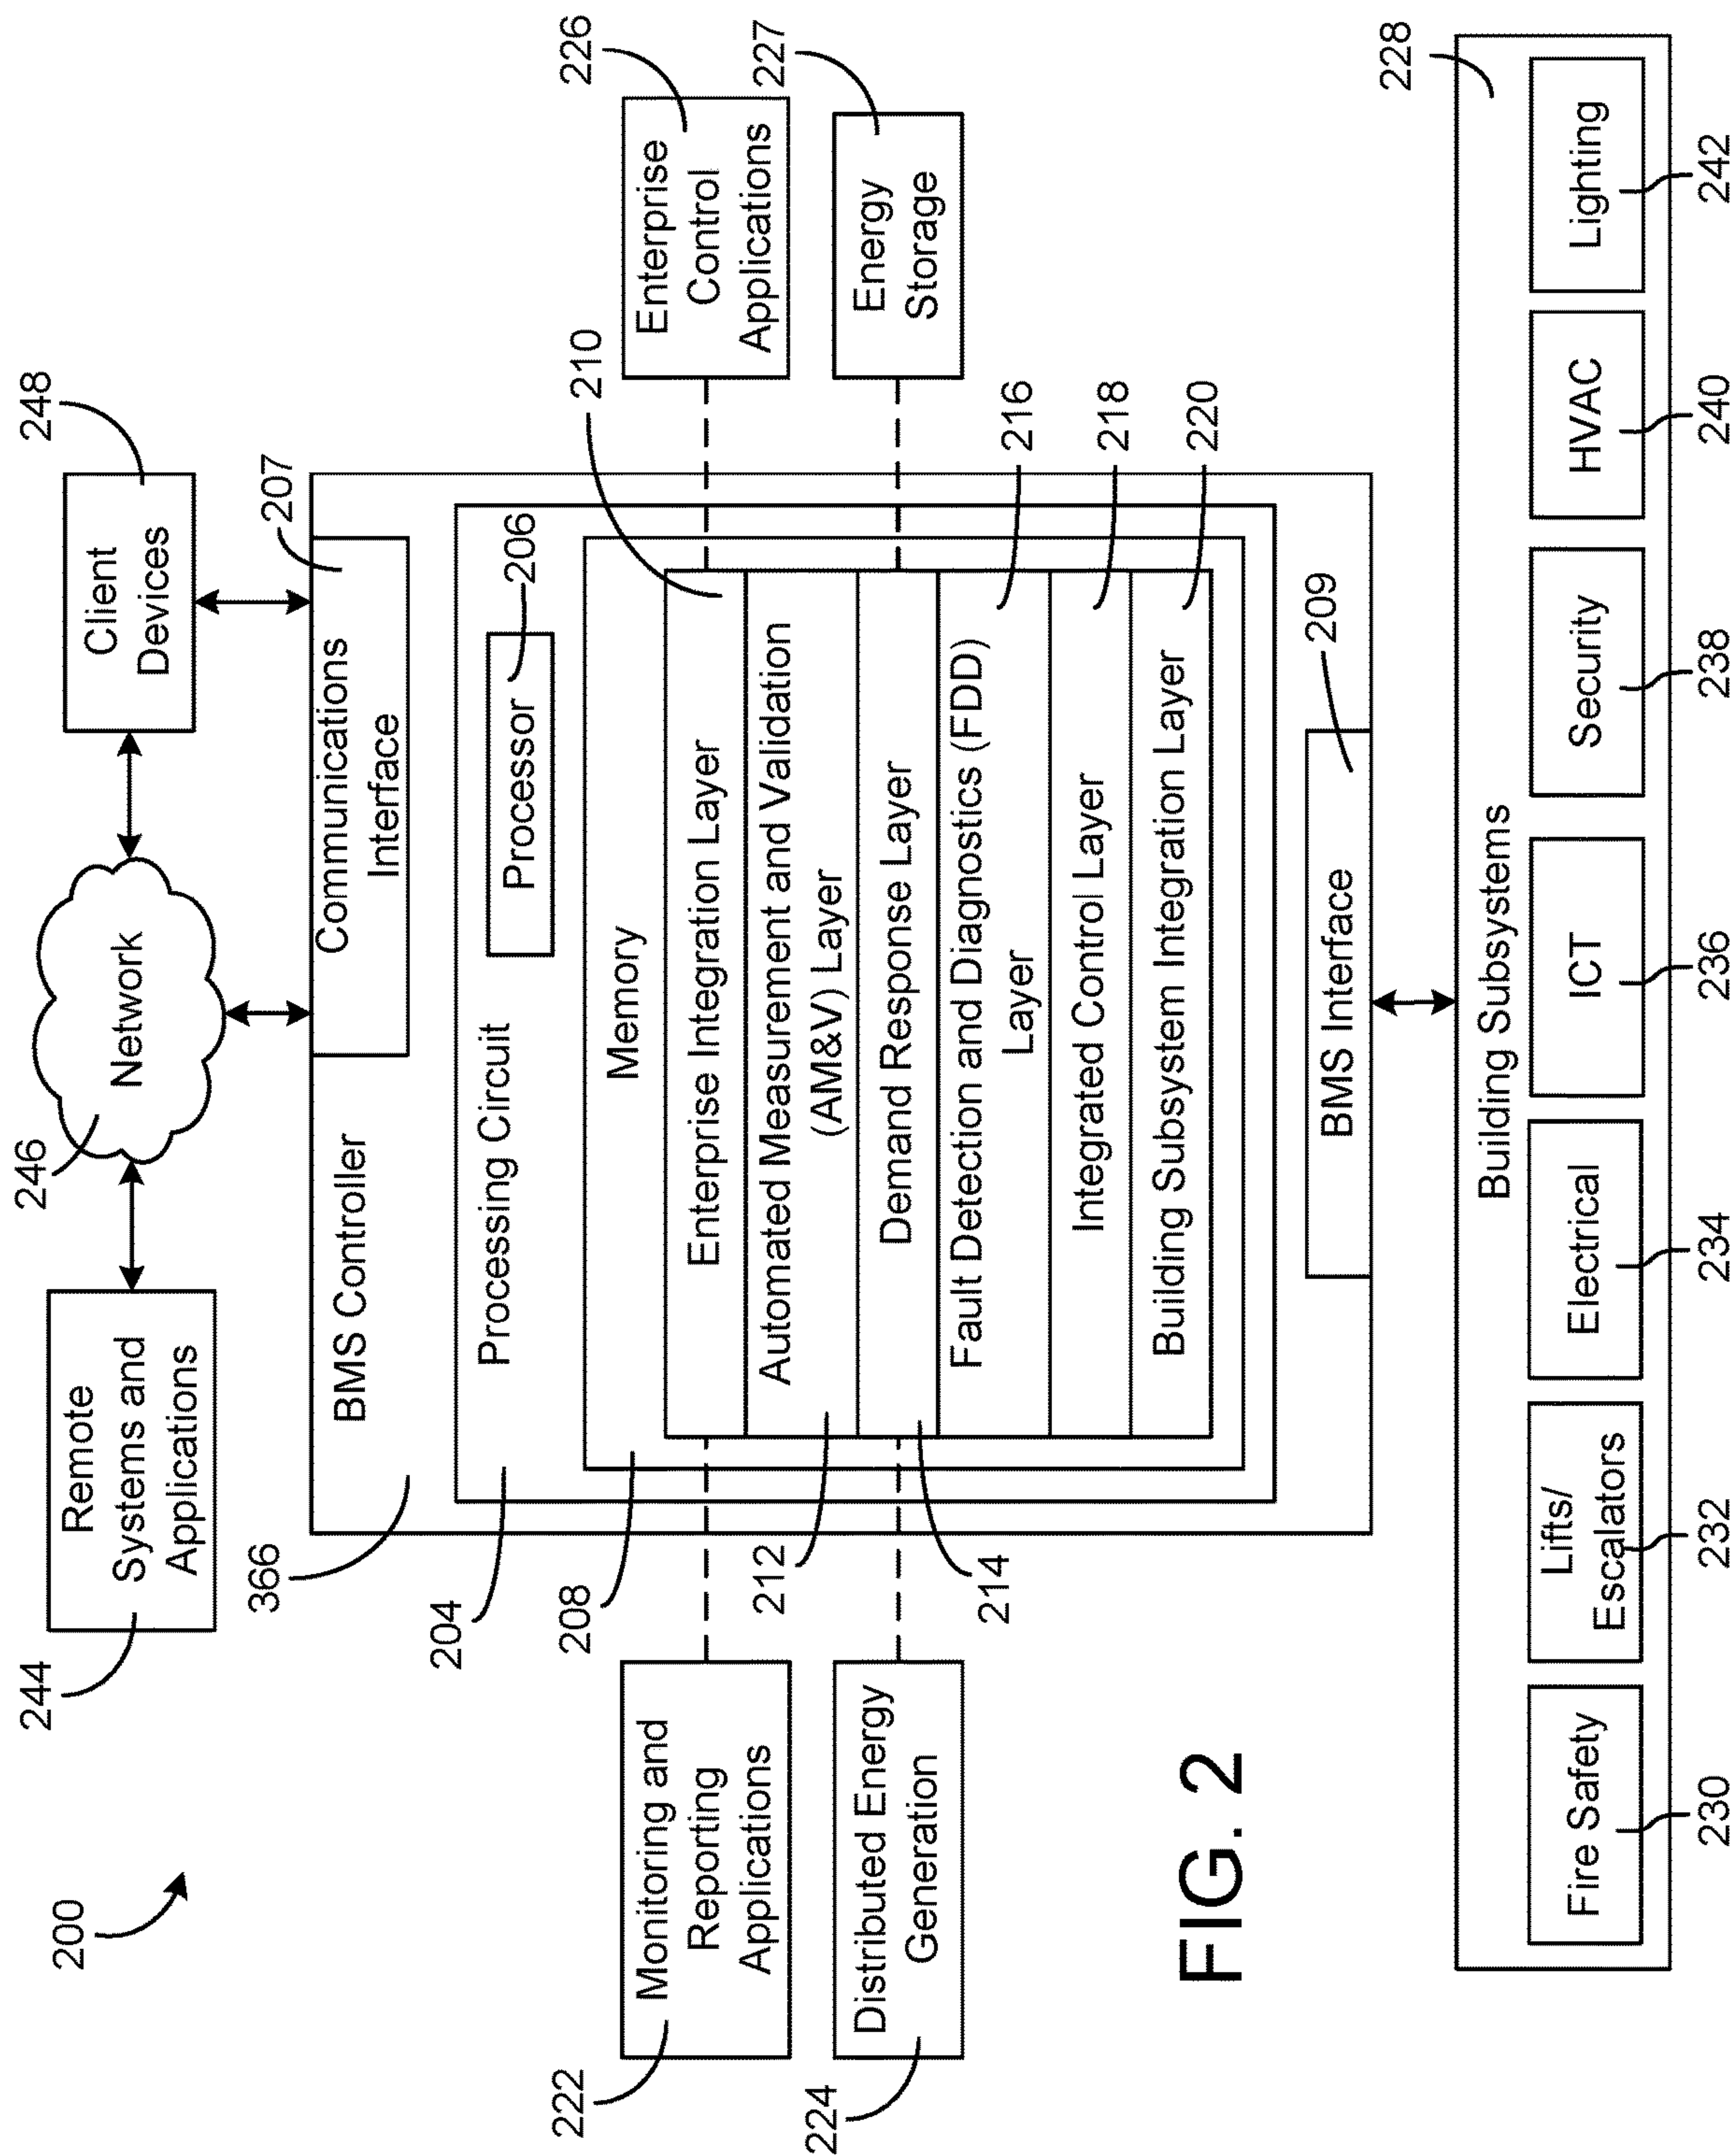 200
244
Remote
Systems and
Applications
246
Network
248
Client
Devices
366
BMS Controller
207
Communications
Interface
204
Processing Circuit
206
Processor
208
Memory
210
Enterprise Integration Layer
212
Automated Measurement and Validation
(AM&V) Layer
214
Demand Response Layer
216
Fault Detection and Diagnostics (FDD)
Layer
218
Integrated Control Layer
220
Building Subsystem Integration Layer
209
BMS Interface
222
Monitoring and
Reporting
Applications
224
Distributed Energy
Generation
226
Enterprise
Control
Applications
227
Energy
Storage
228
Building Subsystems
Fire Safety
Lifts/
Escalators
Electrical
ICT
Security
HVAC
Lighting
230
232
234
236
238
240
242
FIG. 2